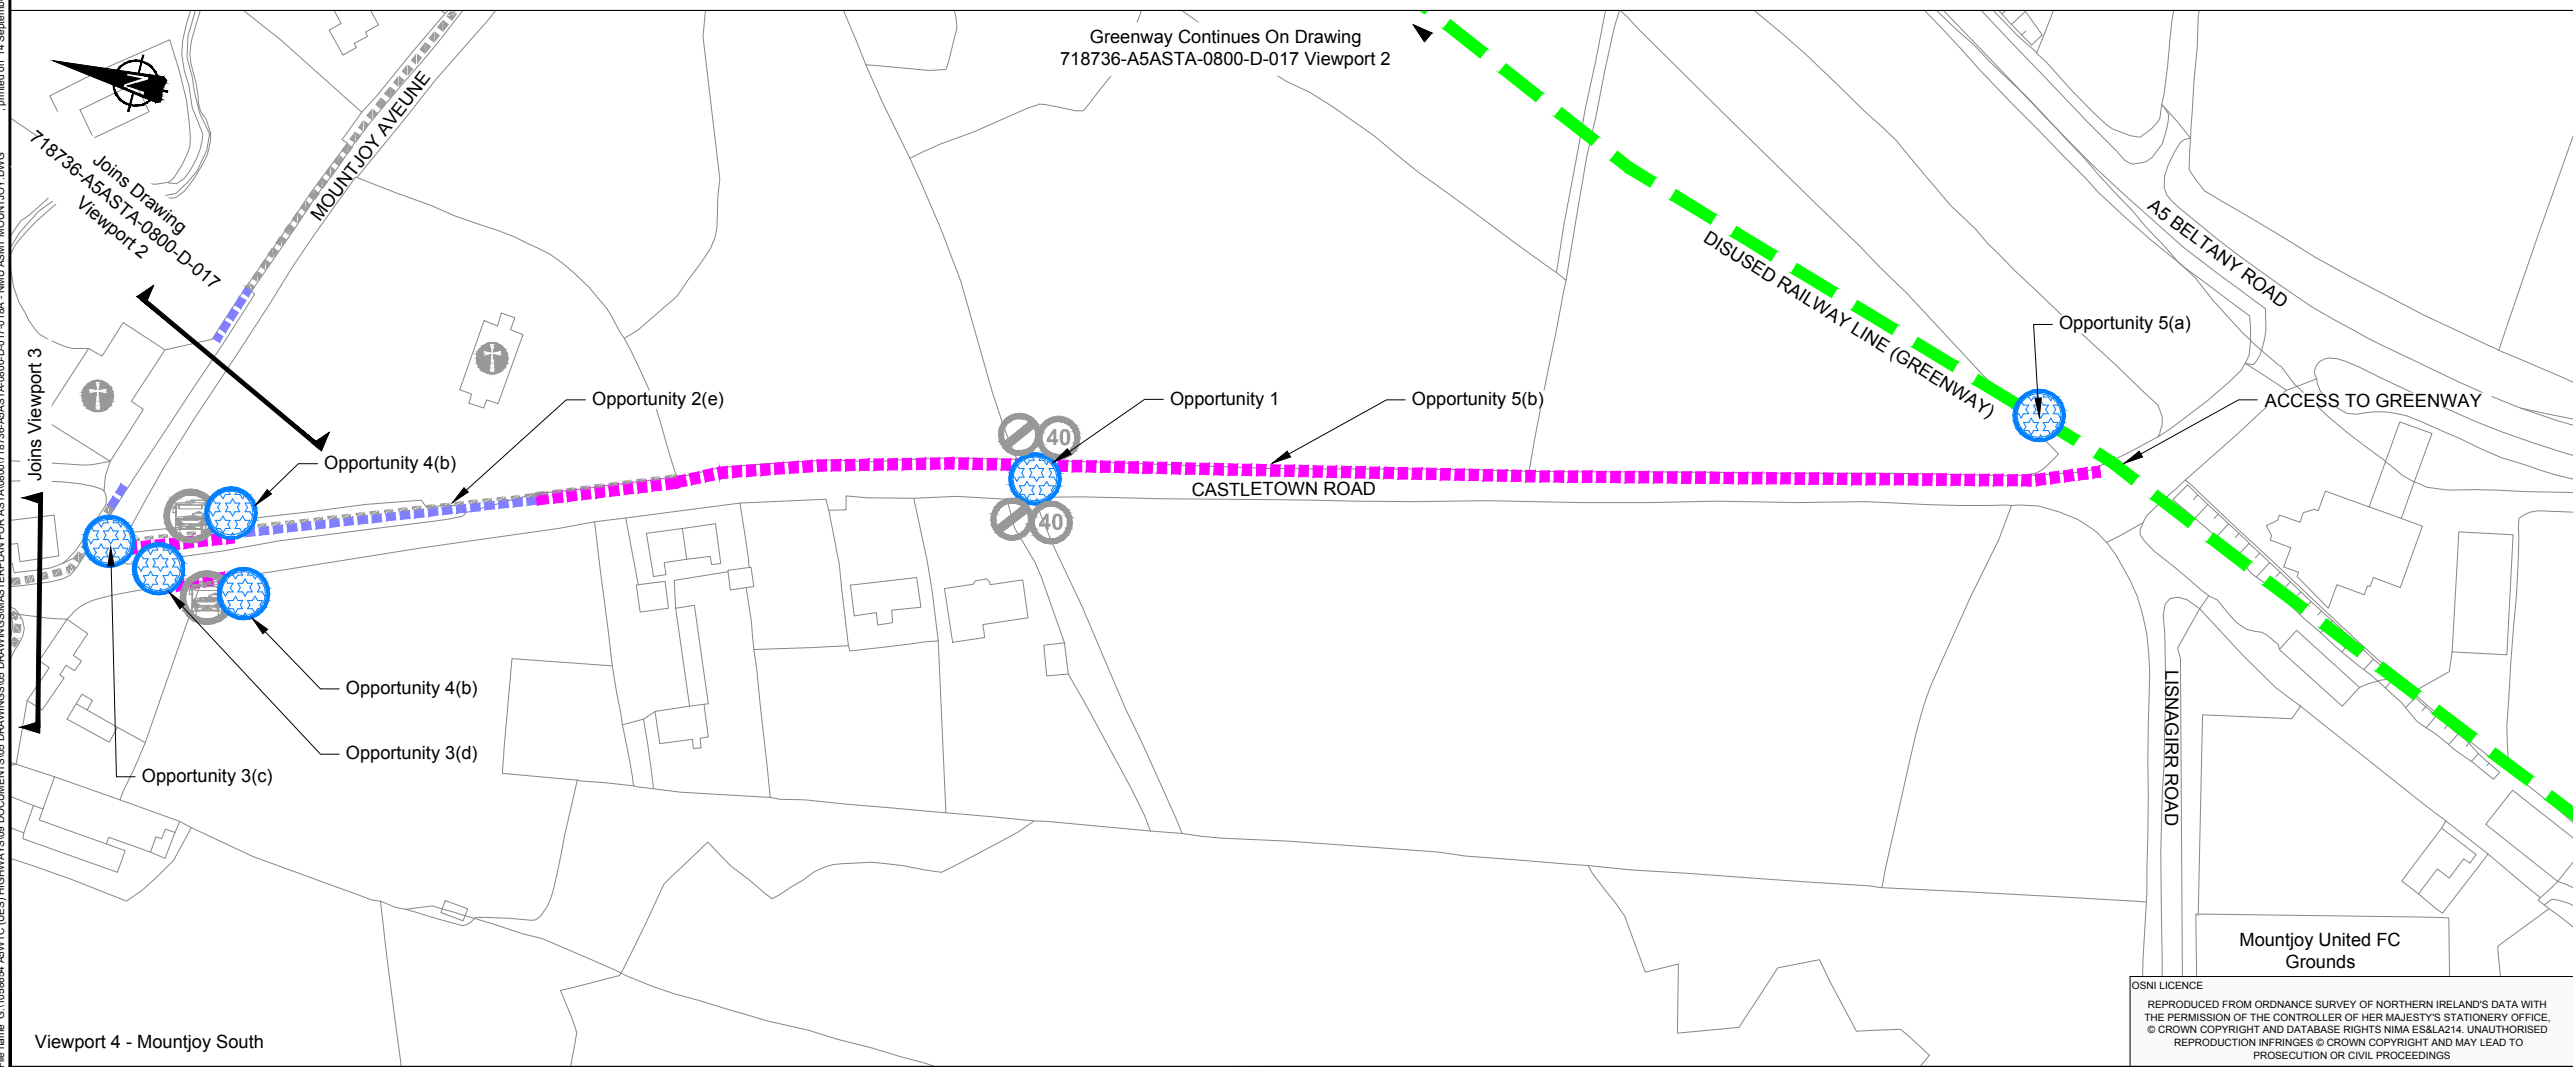 Greenway Continues On Drawing
718736-A5ASTA-0800-D-017 Viewport 2
N
Joins Drawing
718736-A5ASTA-0800-D-017
Viewport 2
MOUNTJOY AVEUNE
A5 BELTANY ROAD
DISUSED RAILWAY LINE (GREENWAY)
Opportunity 5(a)
Joins Viewport 3
Opportunity 2(e)
Opportunity 1
Opportunity 5(b)
ACCESS TO GREENWAY
40
Opportunity 4(b)
CASTLETOWN ROAD
40
Opportunity 4(b)
Opportunity 3(d)
Opportunity 3(c)
LISNAGIRR ROAD
Mountjoy United FC
Grounds
Viewport 4 - Mountjoy South
OSNI LICENCE
REPRODUCED FROM ORDNANCE SURVEY OF NORTHERN IRELAND'S DATA WITH
THE PERMISSION OF THE CONTROLLER OF HER MAJESTY'S STATIONERY OFFICE,
© CROWN COPYRIGHT AND DATABASE RIGHTS NIMA ES&LA214. UNAUTHORISED
REPRODUCTION INFRINGES © CROWN COPYRIGHT AND MAY LEAD TO
PROSECUTION OR CIVIL PROCEEDINGS